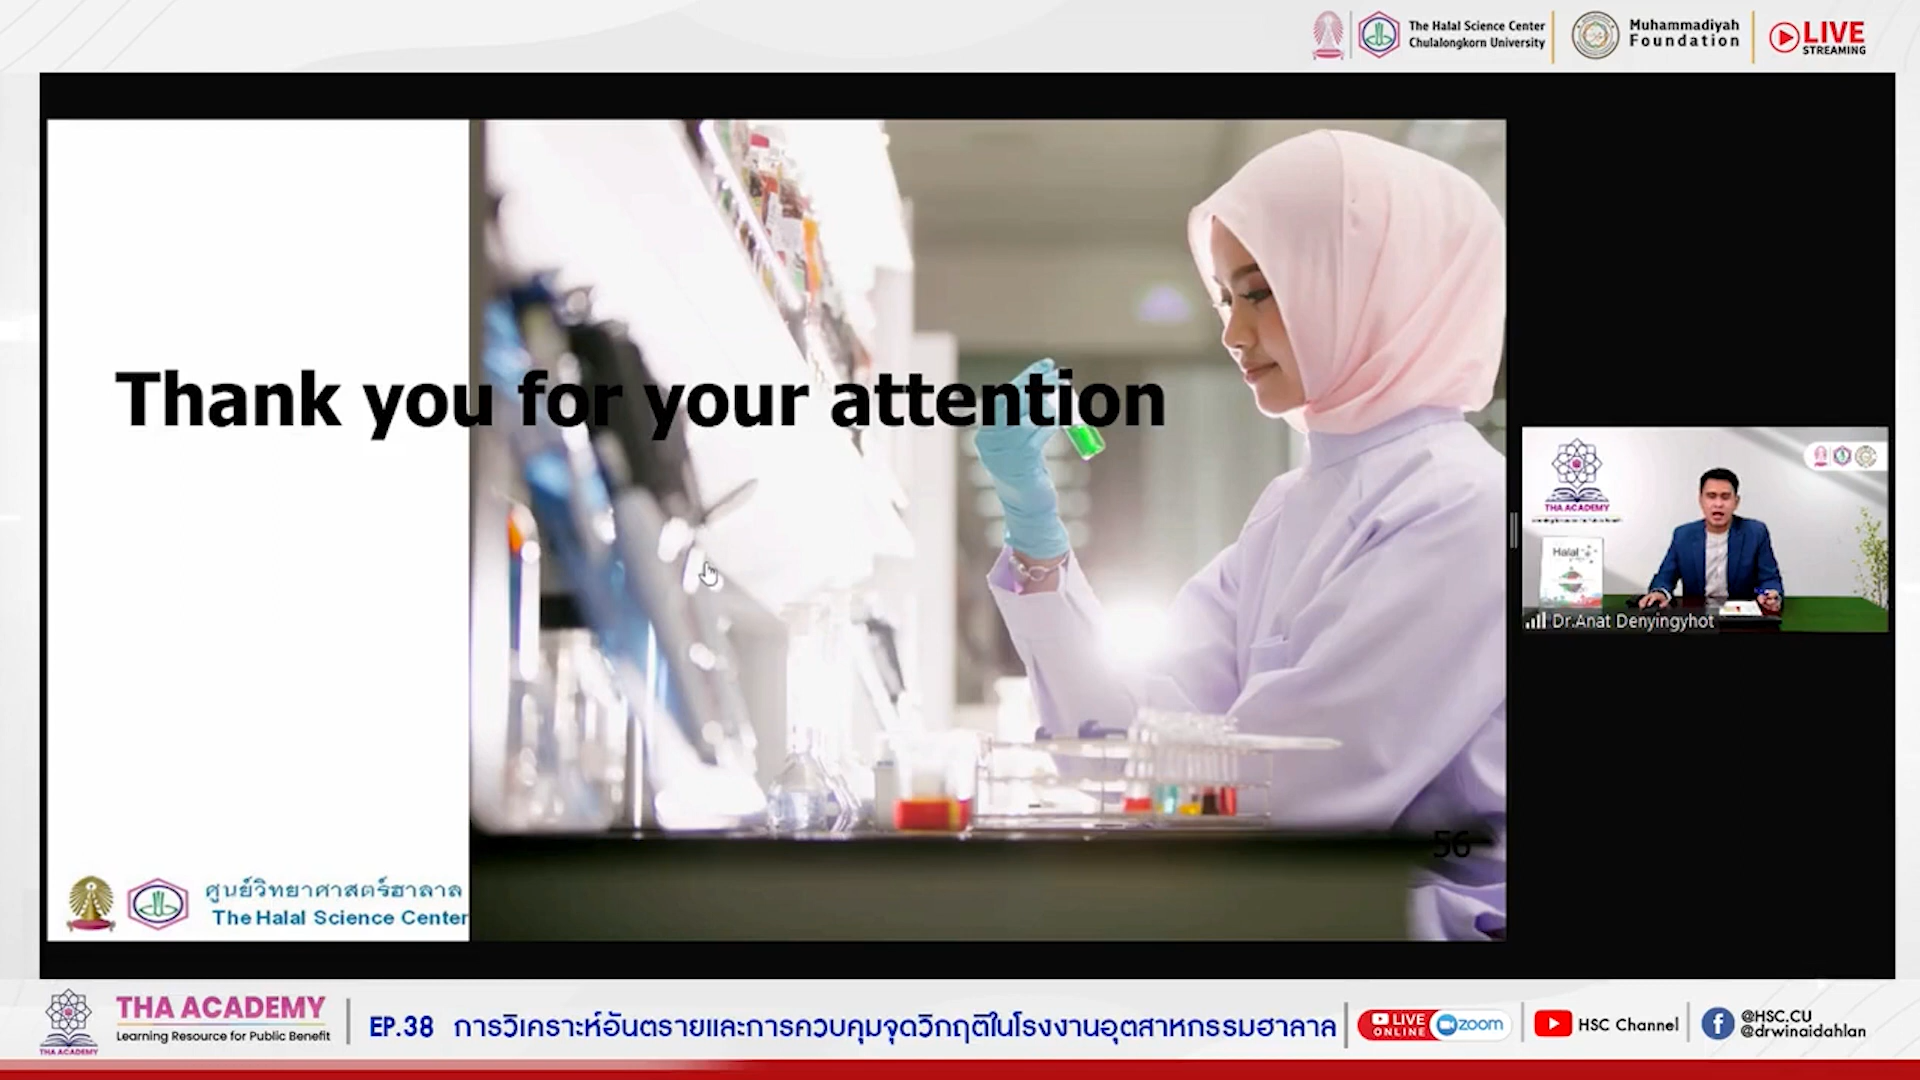 The Halal Science Center
Chulalongkorn University
Muhammadiyah
Foundation
LIVE
STREAMING
Thank you for your attention
THA ACADEMY
Halal
Dr.Anat Denyingyhot
56
ศูนย์วิทยาศาสตร์ฮาลาล
The Halal Science Center
THA ACADEMY
THA ACADEMY
Learning Resource for Public Benefit
EP.38 การวิเคราะห์อันตรายและการควบคุมจุดวิกฤติในโรงงานอุตสาหกรรมฮาลาล
LIVE
ONLINE
zoom
HSC Channel
@HSC.CU
@drwinaidahlan